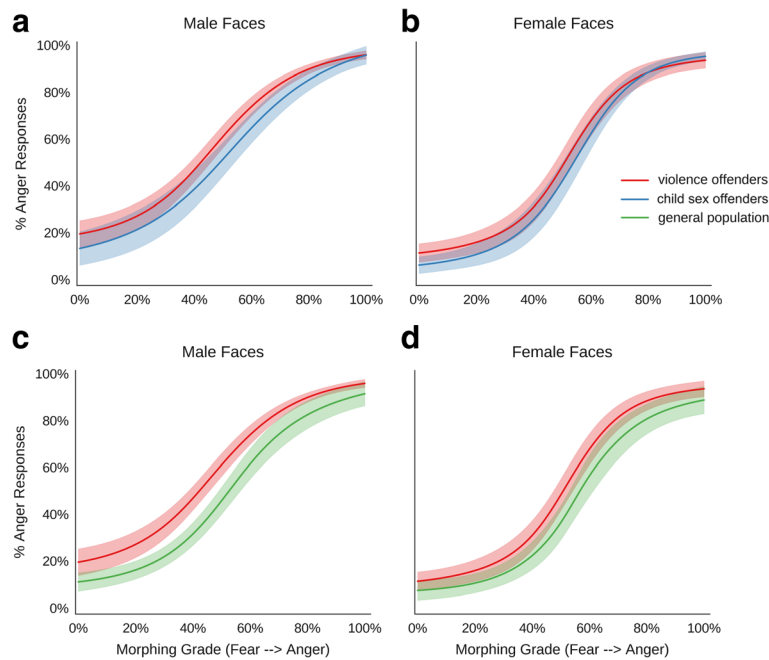 a
Male Faces
b
Female Faces
% Anger Responses
100%
80%
60%
40%
20%
0%
0% 20% 40% 60% 80% 100%
0% 20% 40% 60% 80% 100%
violence offenders
child sex offenders
general population
c
Male Faces
d
Female Faces
% Anger Responses
100%
80%
60%
40%
20%
0%
0% 20% 40% 60% 80% 100%
Morphing Grade (Fear --> Anger)
0% 20% 40% 60% 80% 100%
Morphing Grade (Fear --> Anger)